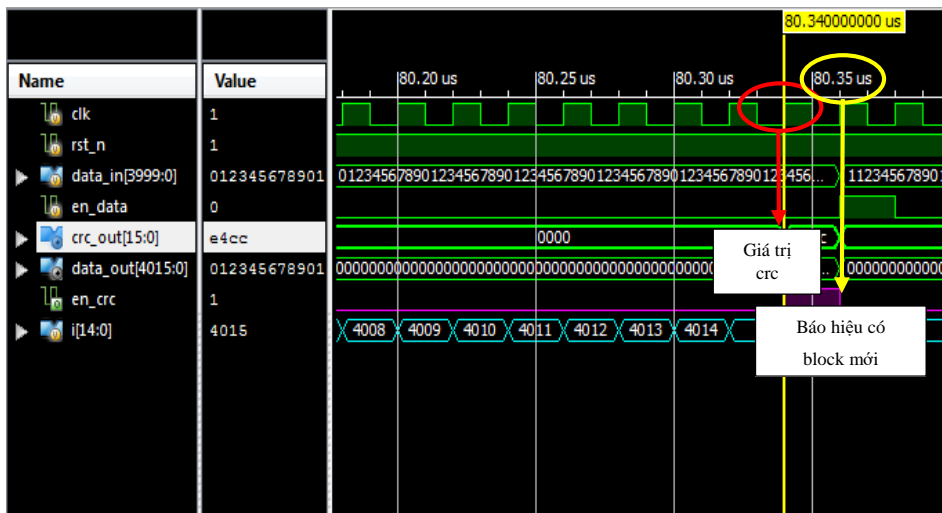 80.340000000 us
Name Value 80.20 us 80.25 us 80.30 us 80.35 us
clk 1
rst_n 1
data_in[3999:0] 012345678901 01234567890123456789012345678901234567890123456... 11234567890
en_data 0
crc_out[15:0] e4cc 0000
Giá trị
crc
data_out[4015:0] 012345678901
en_crc 1
i[14:0] 4015 4008 4009 4010 4011 4012 4013 4014
Báo hiệu có
block mới